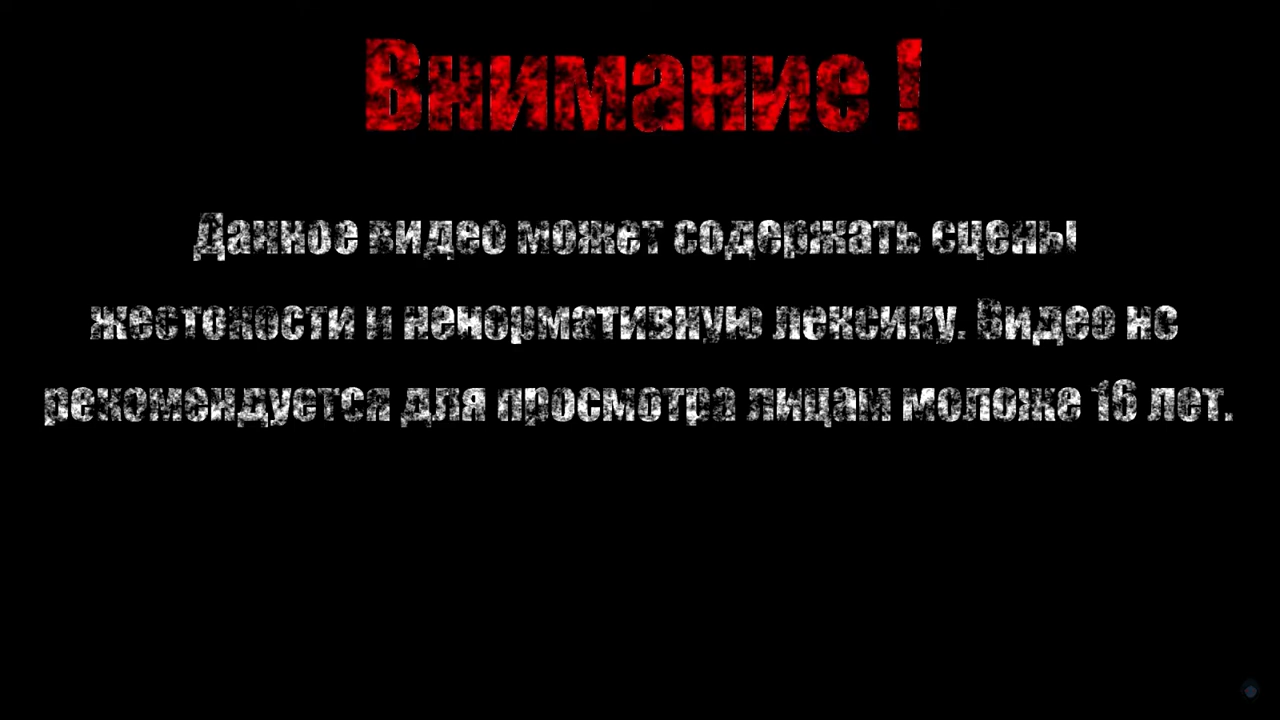 Внимание !
Данное видео может содержать сцены
жестокости и ненормативную лексику. Видео не
рекомендуется для просмотра лицам моложе 16 лет.